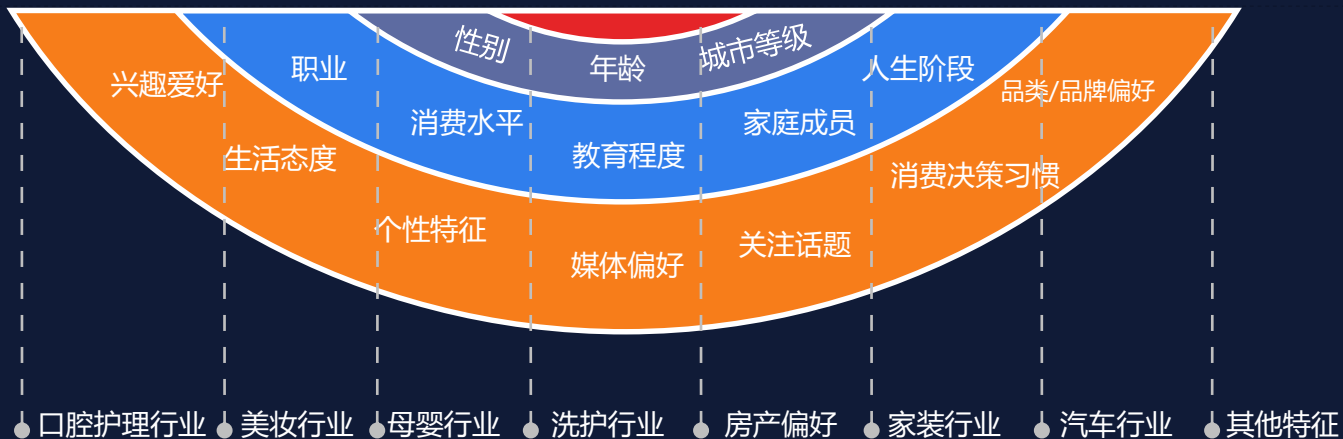 性别
年龄
城市等级
职业
消费水平
教育程度
家庭成员
人生阶段
兴趣爱好
生活态度
个性特征
媒体偏好
关注话题
消费决策习惯
品类/品牌偏好
口腔护理行业
美妆行业
母婴行业
洗护行业
房产偏好
家装行业
汽车行业
其他特征